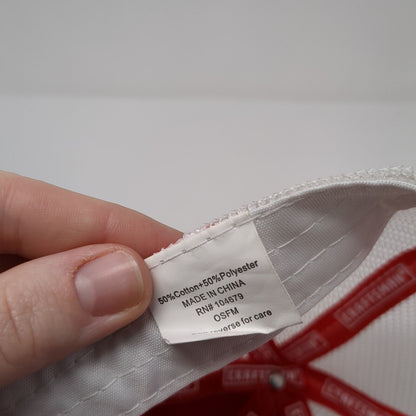 50%Cotton+50%Polyester
MADE IN CHINA
RN# 104679
OSFM
reverse for care